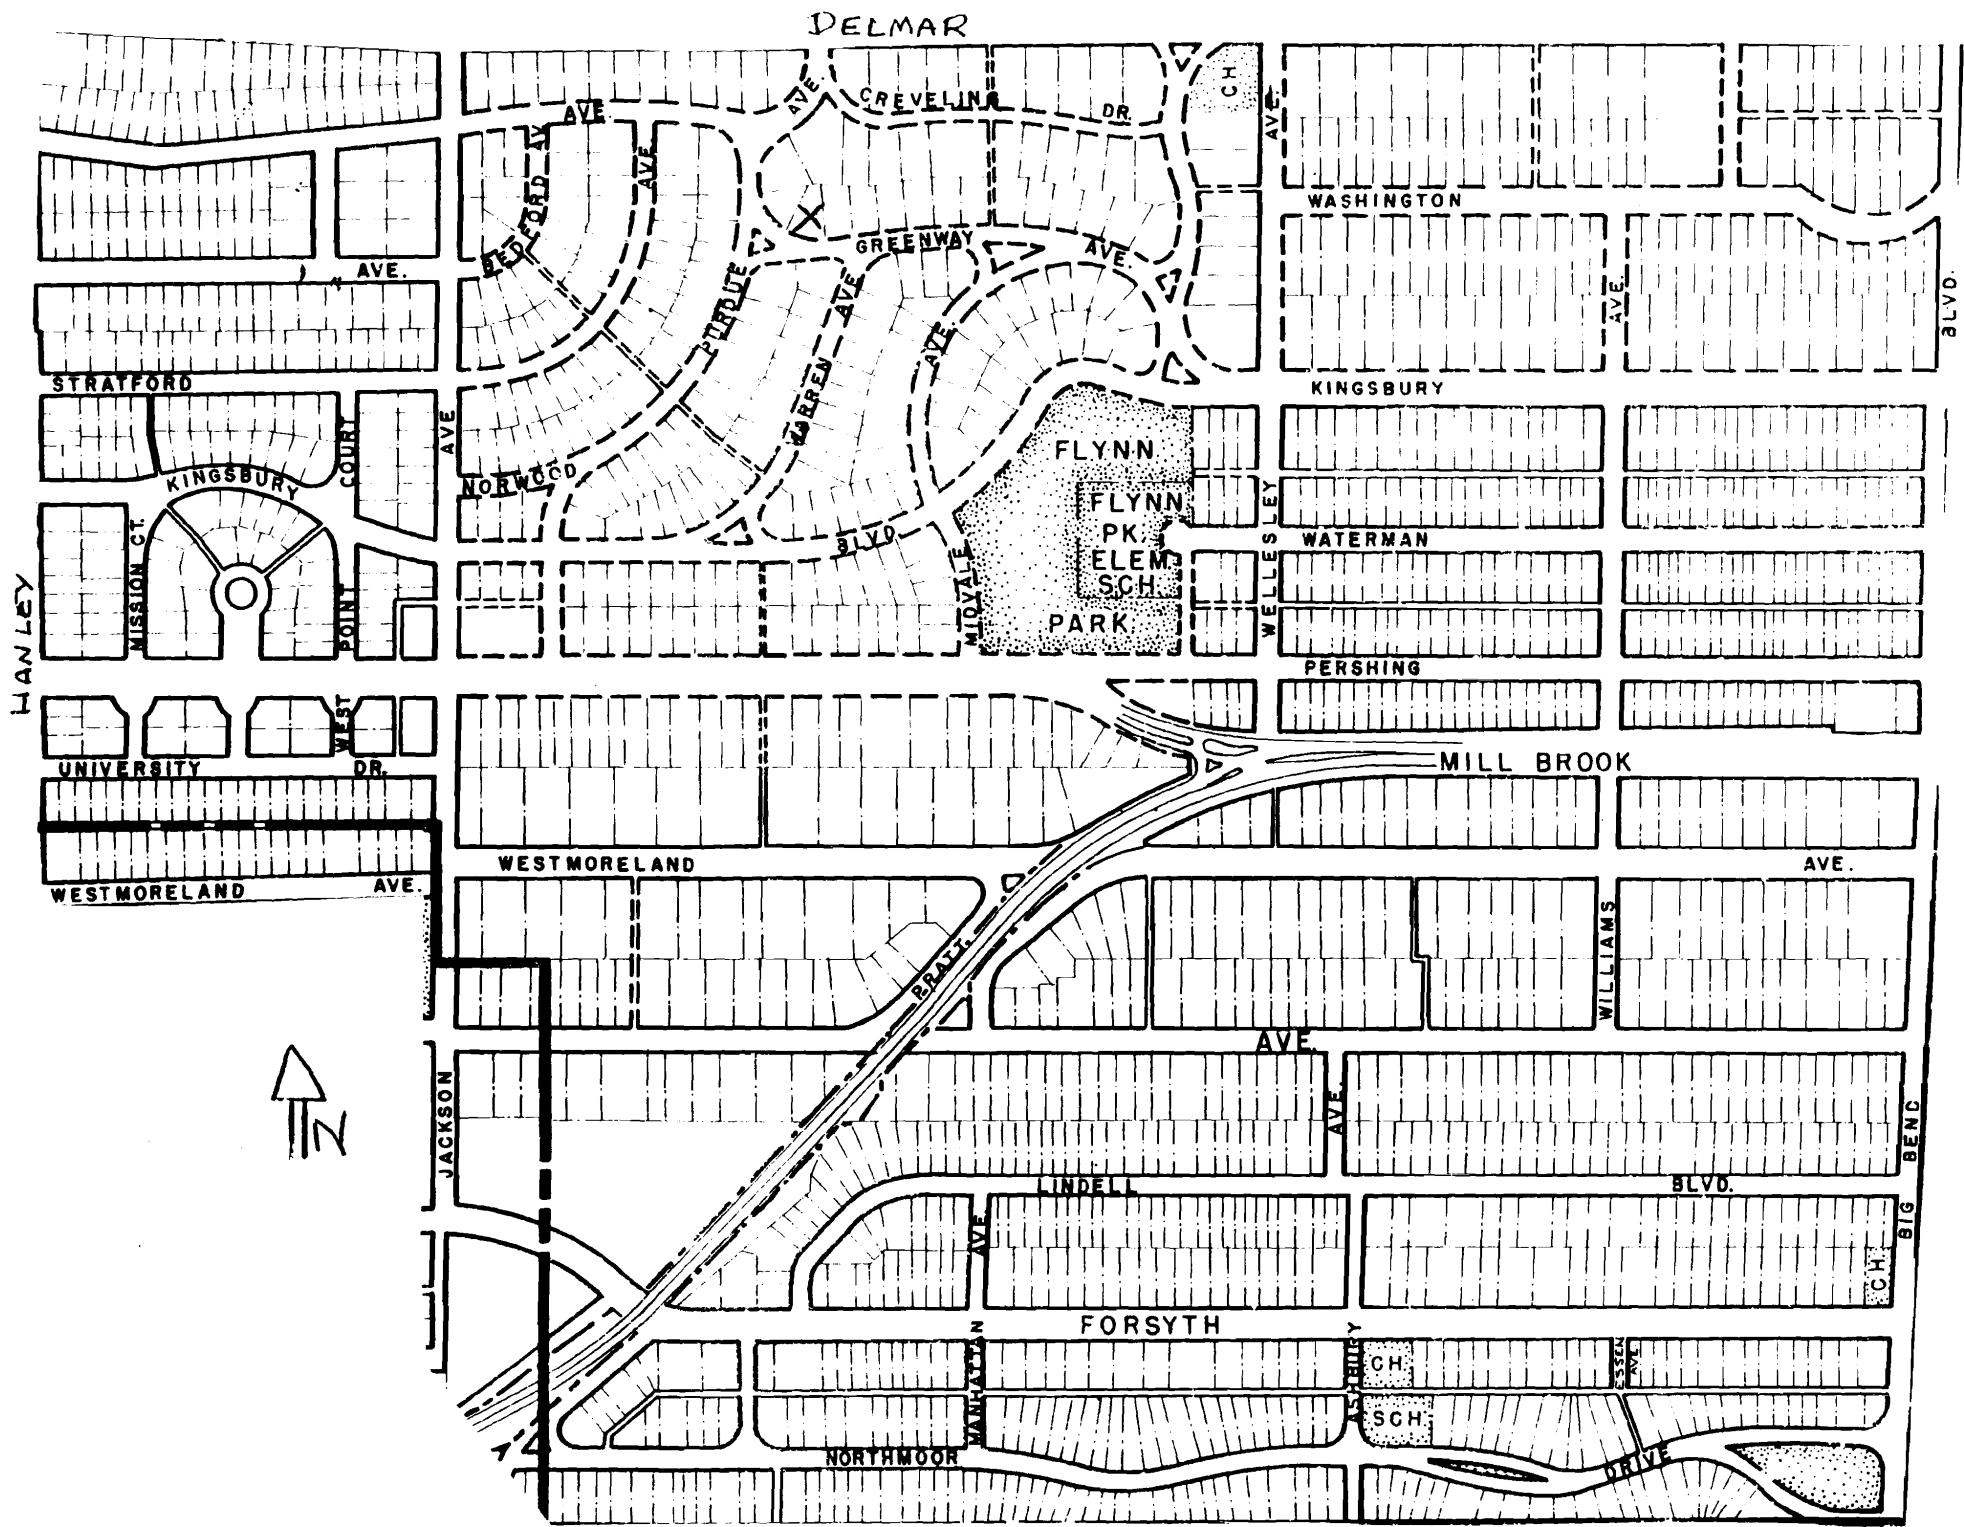 DELMAR
CH
AVE.
CREVELING
DR.
AVE.
AVE
BEDFORD AV
AVE
WASHINGTON
AVE.
GREENWAY
AVE.
PURDUE
AVE
AVE.
AVE.
BLVD.
STRATFORD
KINGSBURY
WARREN
COURT
AVE
NORWOOD
KINGSBURY
FLYNN
FLYNN
PK.
ELEM.
SCH.
PARK
WATERMAN
BLVD.
MISSION CT.
POINT
MIDVALE
WELLESLEY
HANLEY
PERSHING
WEST
UNIVERSITY DR.
MILL BROOK
WESTMORELAND
AVE.
WESTMORELAND AVE.
PRATT
WILLIAMS
AVE.
N
JACKSON
AVE.
BEND
LINDELL
BLVD.
AVE.
BIG
CH.
FORSYTH
MANHATTAN
ASHBURY
CH.
ESSEN
AVE.
SCH.
NORTHMOOR
DRIVE